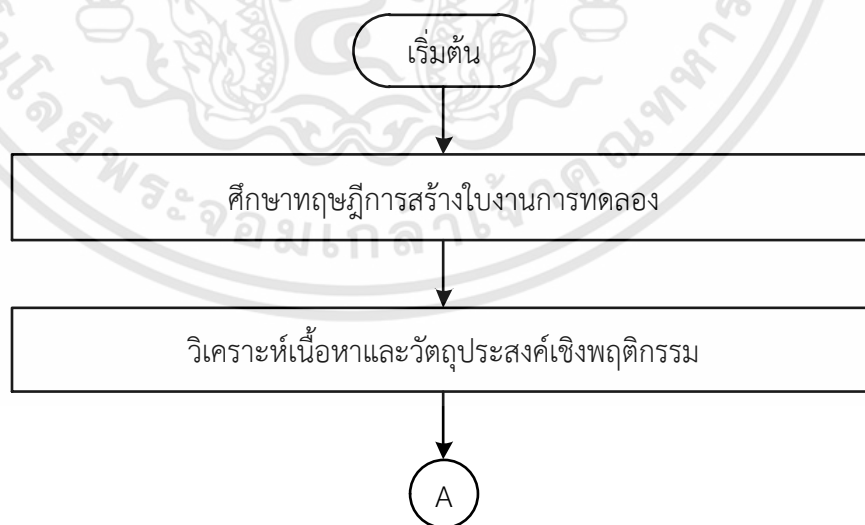 เริ่มต้น
ศึกษาทฤษฎีการสร้างใบงานการทดลอง
วิเคราะห์เนื้อหาและวัตถุประสงค์เชิงพฤติกรรม
A